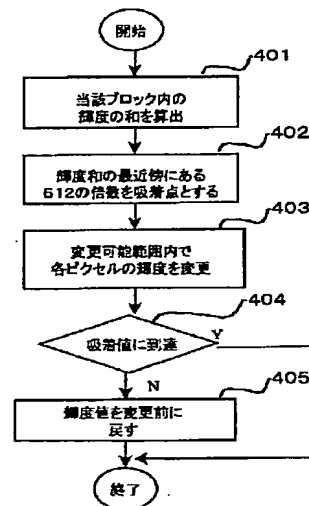 開始
401
当該ブロック内の
輝度の和を算出
402
輝度和の最近傍にある
512の倍数を吸着点とする
403
変更可能範囲内で
各ピクセルの輝度を変更
404
吸着値に到達
Y
N
405
輝度値を変更前に
戻す
終了